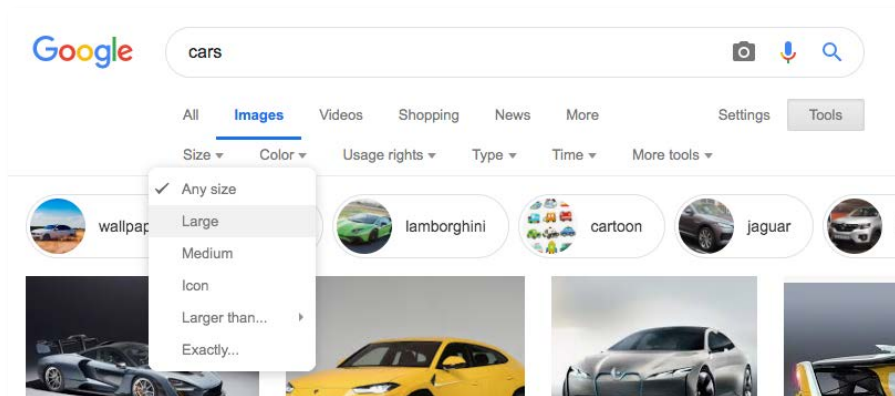 Google
cars
All Images Videos Shopping News More Settings Tools
Size Color Usage rights Type Time More tools
Any size
wallpap lamborghini cartoon jaguar
Large
Medium
Icon
Larger than...
Exactly...